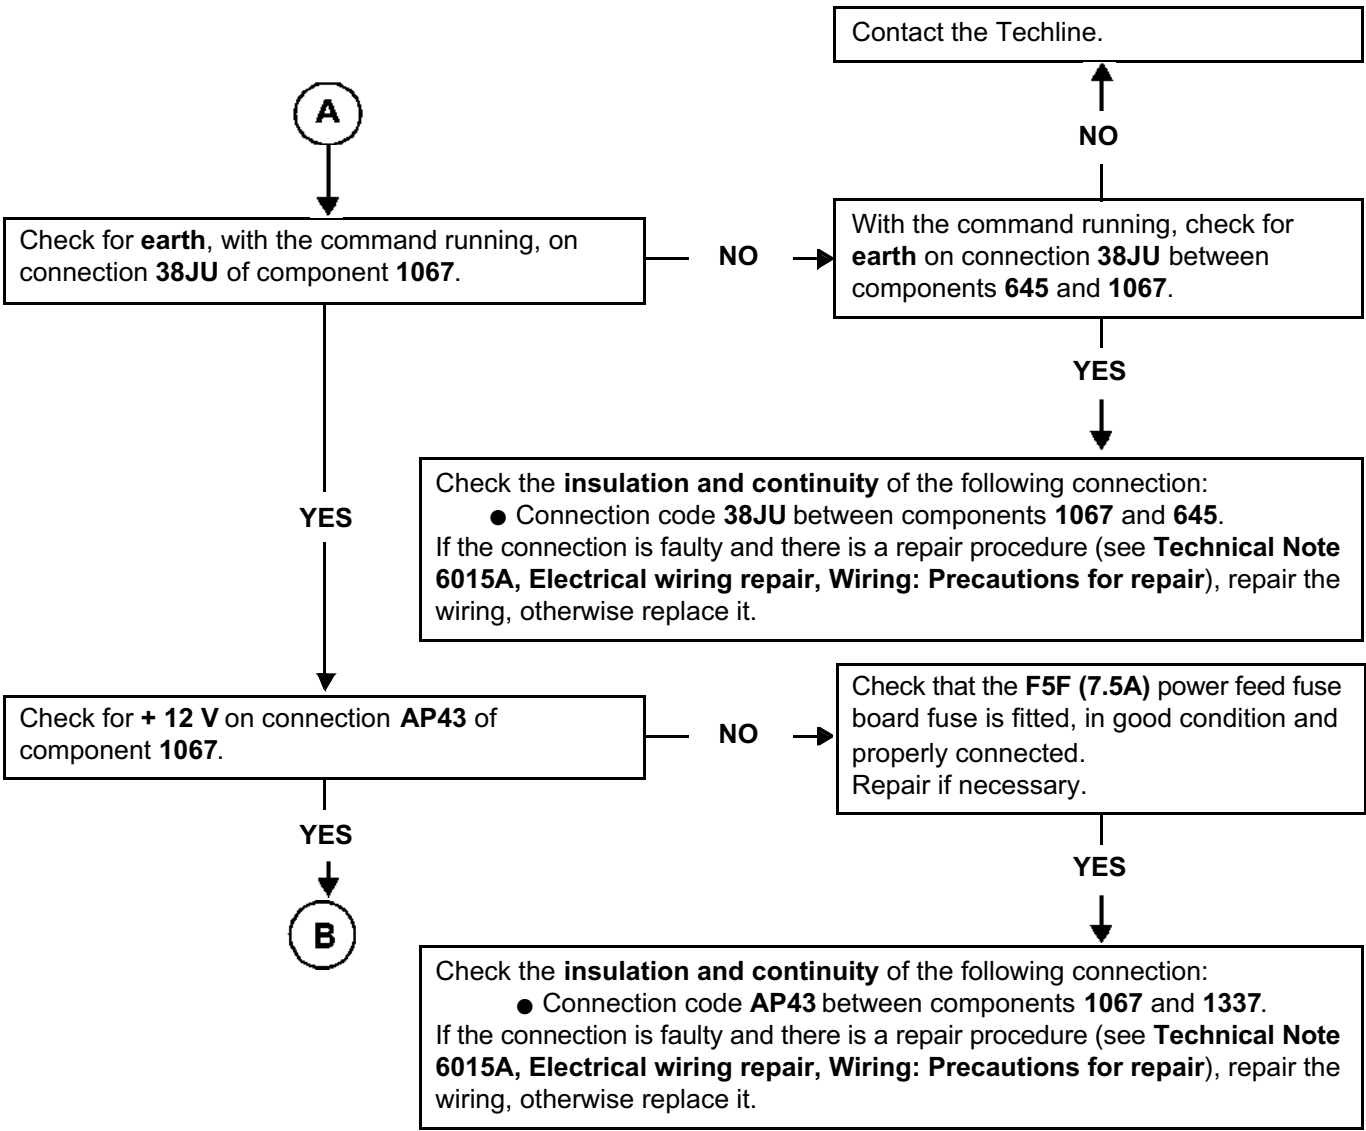 Contact the Techline.
A
NO
Check for earth, with the command running, on
connection 38JU of component 1067.
NO
With the command running, check for
earth on connection 38JU between
components 645 and 1067.
YES
Check the insulation and continuity of the following connection:
● Connection code 38JU between components 1067 and 645.
If the connection is faulty and there is a repair procedure (see Technical Note
6015A, Electrical wiring repair, Wiring: Precautions for repair), repair the
wiring, otherwise replace it.
YES
Check for + 12 V on connection AP43 of
component 1067.
NO
Check that the F5F (7.5A) power feed fuse
board fuse is fitted, in good condition and
properly connected.
Repair if necessary.
YES
B
YES
Check the insulation and continuity of the following connection:
● Connection code AP43 between components 1067 and 1337.
If the connection is faulty and there is a repair procedure (see Technical Note
6015A, Electrical wiring repair, Wiring: Precautions for repair), repair the
wiring, otherwise replace it.